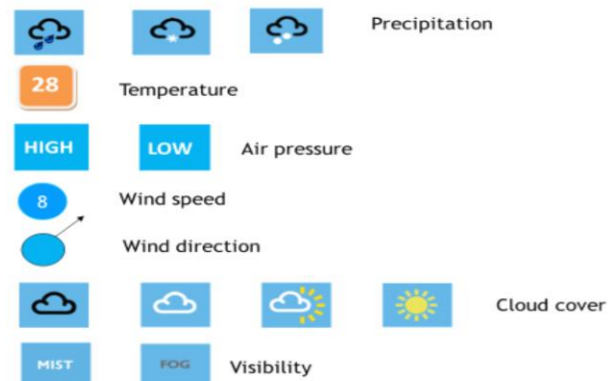 Precipitation
28 Temperature
HIGH LOW Air pressure
8 Wind speed
Wind direction
Cloud cover
MIST FOG Visibility